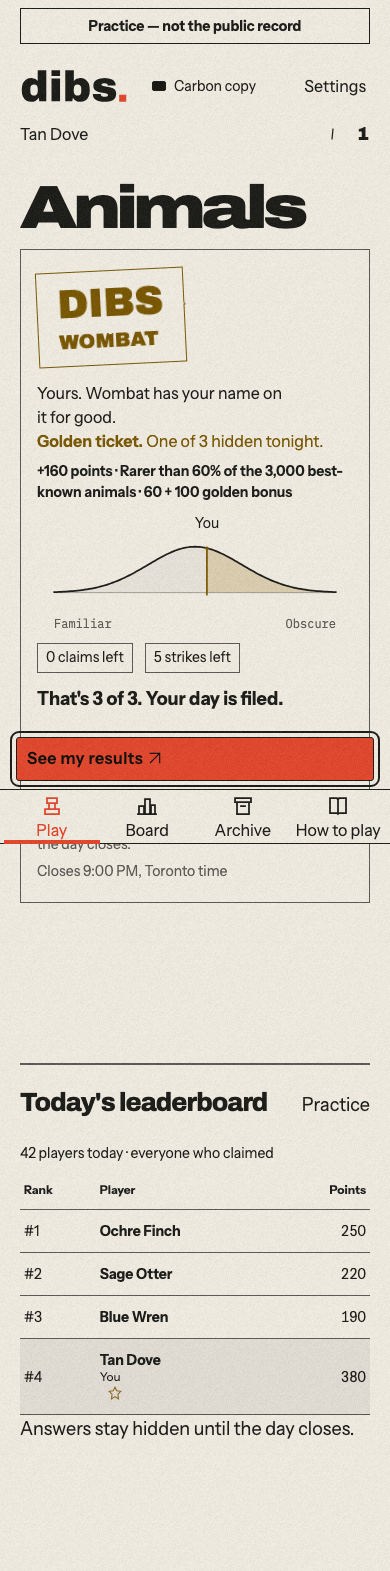 Practice — not the public record
dibs.
Carbon copy
Settings
Tan Dove
1
Animals
DIBS
WOMBAT
Yours. Wombat has your name on
it for good.
Golden ticket. One of 3 hidden tonight.
+160 points · Rarer than 60% of the 3,000 best-
known animals · 60 + 100 golden bonus
You
Familiar
Obscure
0 claims left
5 strikes left
That's 3 of 3. Your day is filed.
See my results
Play
Board
Archive
How to play
the day closes.
Closes 9:00 PM, Toronto time
Today's leaderboard
Practice
42 players today · everyone who claimed
Rank Player Points
#1 Ochre Finch 250
#2 Sage Otter 220
#3 Blue Wren 190
#4 Tan Dove 380
You
Answers stay hidden until the day closes.